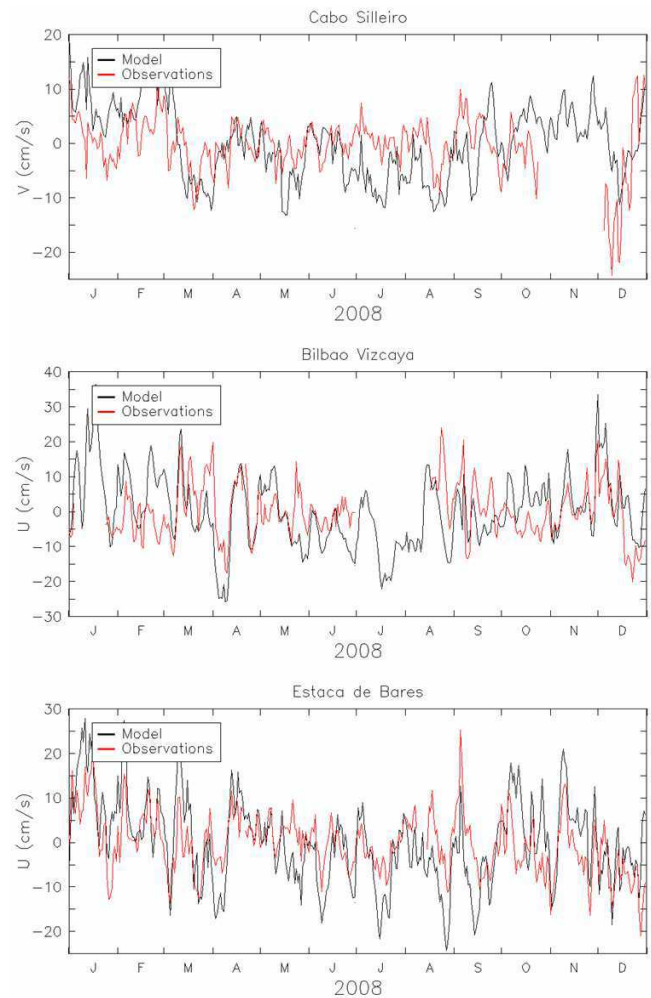 Cabo Silleiro
20
10
0
-10
-20
V (cm/s)
Model
Observations
J F M A M J J A S O N D
2008
Bilbao Vizcaya
40
30
20
10
0
-10
-20
-30
U (cm/s)
Model
Observations
J F M A M J J A S O N D
2008
Estaca de Bares
30
20
10
0
-10
-20
U (cm/s)
Model
Observations
J F M A M J J A S O N D
2008